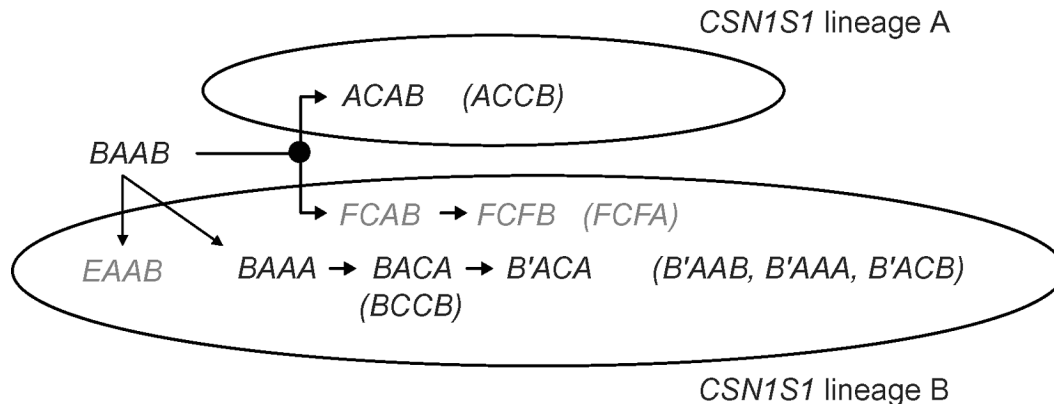 CSN1S1 lineage A
ACAB (ACCB)
BAAB
FCAB FCFB (FCFA)
EAAB BAAA BACA B'ACA (B'AAB, B'AAA, B'ACB)
(BCCB)
CSN1S1 lineage B